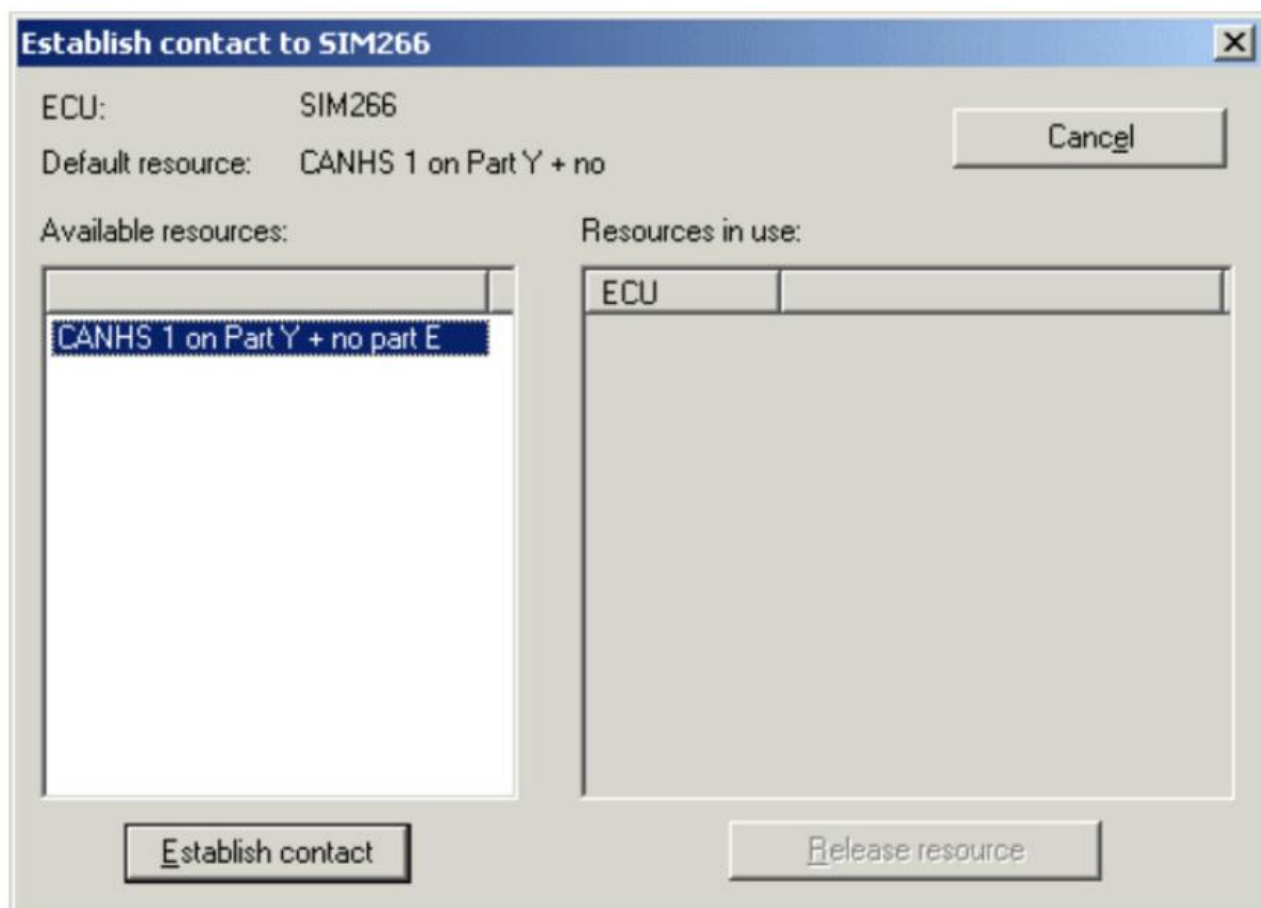 Establish contact to SIM266
ECU: SIM266
Cancel
Default resource: CANHS 1 on Part Y + no
Available resources:
Resources in use:
ECU
CANHS 1 on Part Y + no part E
Establish contact
Release resource